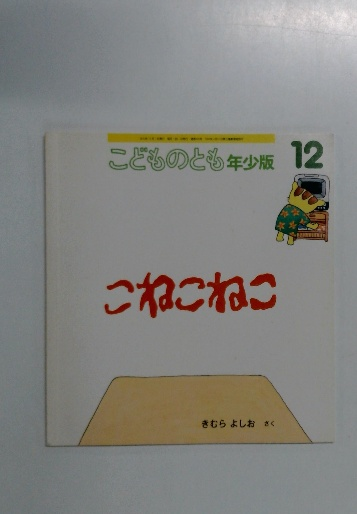 こどものとも 年少版 12
こねこねこ
きむら よしお さく